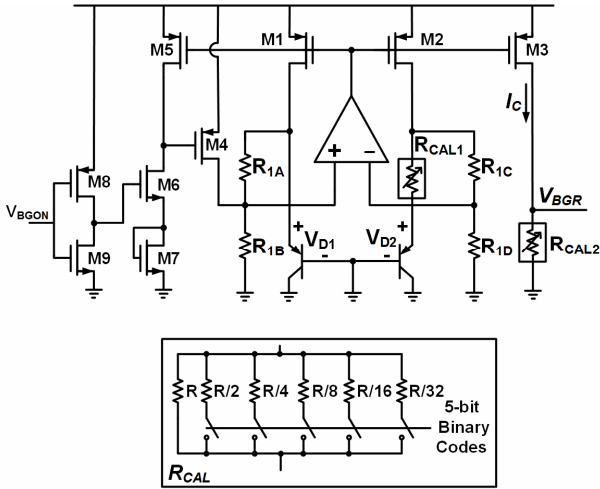 M5
M1
M2
M3
I_C
M4
R_1A
R_CAL1
R_1C
+
−
M8
M6
V_BGON
V_BGR
M9
M7
R_1B
+
V_D1
-
V_D2
+
-
R_1D
R_CAL2
R
R/2
R/4
R/8
R/16
R/32
5-bit
Binary
Codes
R_CAL